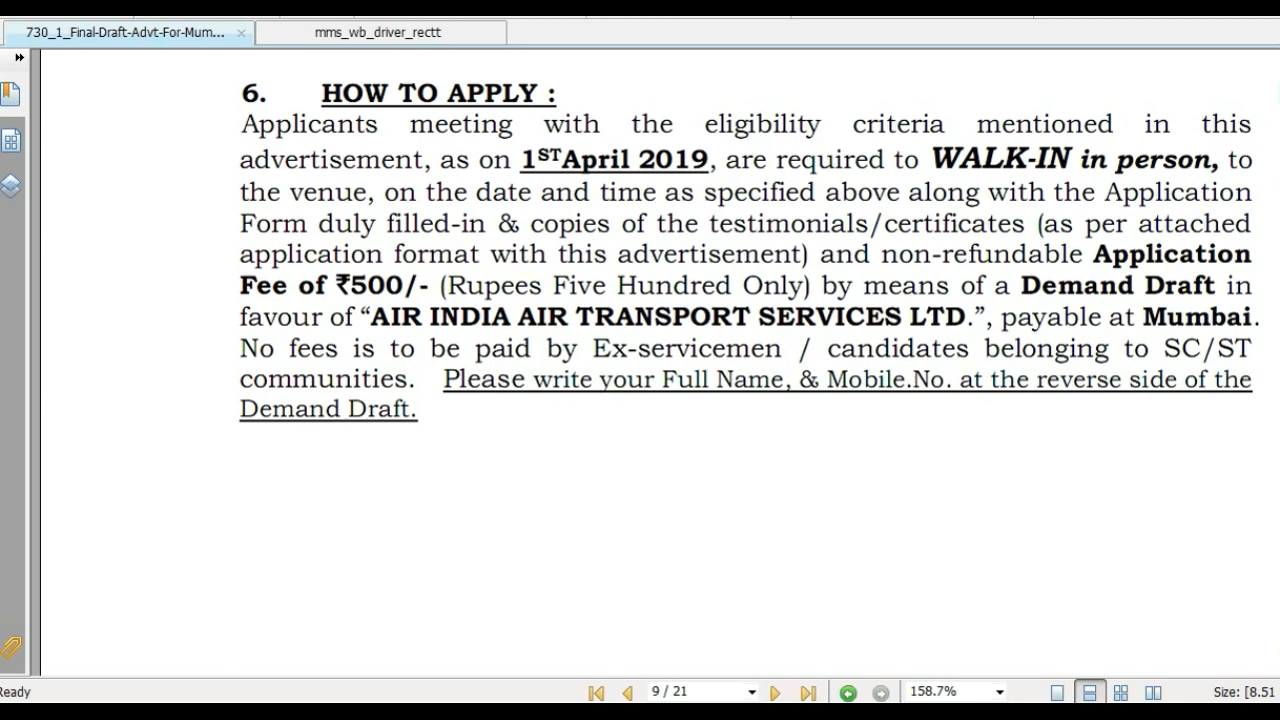 730_1_Final-Draft-Advt-For-Mum...
mms_wb_driver_rectt
6. HOW TO APPLY :
Applicants meeting with the eligibility criteria mentioned in this
advertisement, as on 1STApril 2019, are required to WALK-IN in person, to
the venue, on the date and time as specified above along with the Application
Form duly filled-in & copies of the testimonials/certificates (as per attached
application format with this advertisement) and non-refundable Application
Fee of ₹500/- (Rupees Five Hundred Only) by means of a Demand Draft in
favour of “AIR INDIA AIR TRANSPORT SERVICES LTD.”, payable at Mumbai.
No fees is to be paid by Ex-servicemen / candidates belonging to SC/ST
communities. Please write your Full Name, & Mobile.No. at the reverse side of the
Demand Draft.
Ready 9 / 21 158.7% Size: [8.51